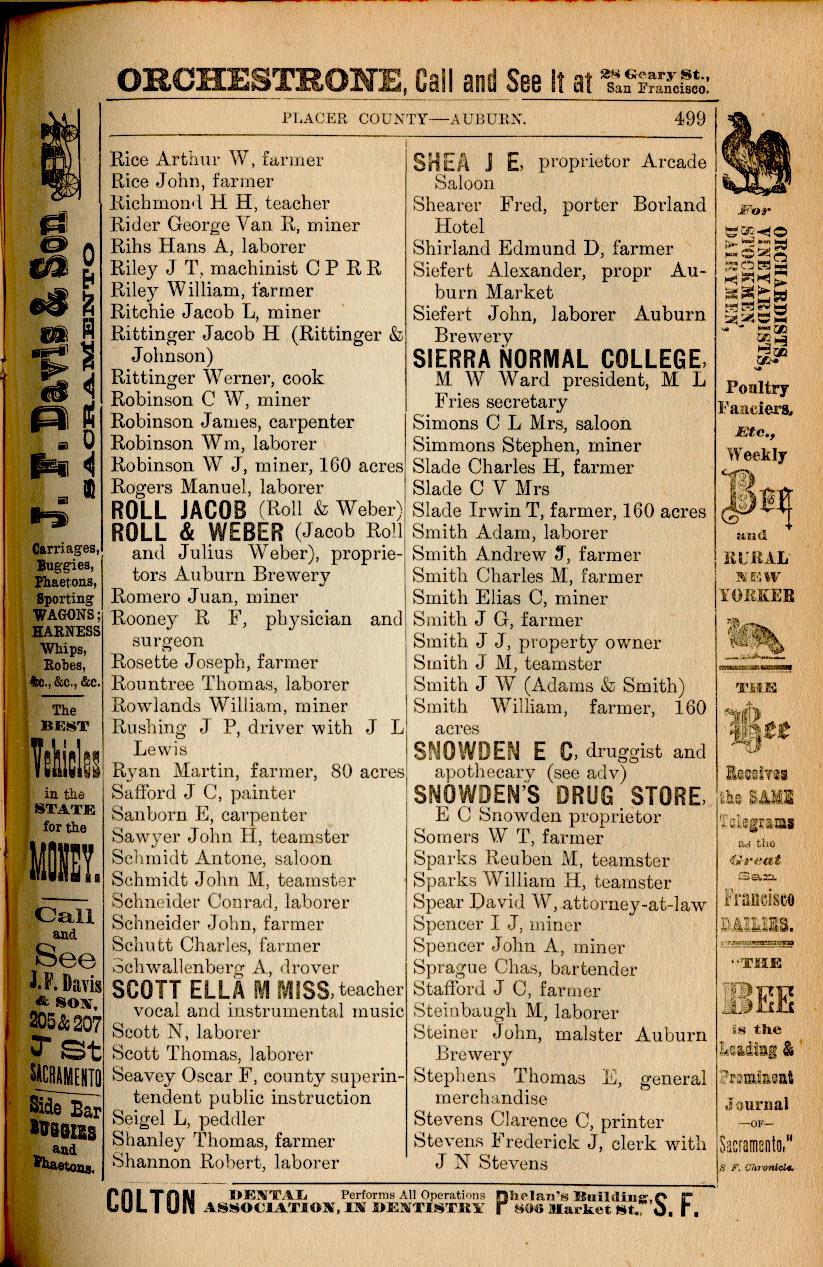 ORCHESTRONE, Call and See It at 28 Geary St., San Francisco.
PLACER COUNTY—AUBURN. 499
J. F. Davis & Son
SACRAMENTO
Carriages,
Buggies,
Phaetons,
Sporting
WAGONS;
HARNESS
Whips,
Robes,
&c., &c., &c.
The
BEST
Vehicles
in the
STATE
for the
MONEY.
Call
and
See
J. F. Davis
& SON.
205 & 207
J St
SACRAMENTO
Side Bar
BUGGIES
and
Phaetons.
Rice Arthur W, farmer
Rice John, farmer
Richmond H H, teacher
Rider George Van R, miner
Rihs Hans A, laborer
Riley J T, machinist C P R R
Riley William, farmer
Ritchie Jacob L, miner
Rittinger Jacob H (Rittinger &
Johnson)
Rittinger Werner, cook
Robinson C W, miner
Robinson James, carpenter
Robinson Wm, laborer
Robinson W J, miner, 160 acres
Rogers Manuel, laborer
ROLL JACOB (Roll & Weber)
ROLL & WEBER (Jacob Roll
and Julius Weber), proprie-
tors Auburn Brewery
Romero Juan, miner
Rooney R F, physician and
surgeon
Rosette Joseph, farmer
Rountree Thomas, laborer
Rowlands William, miner
Rushing J P, driver with J L
Lewis
Ryan Martin, farmer, 80 acres
Safford J C, painter
Sanborn E, carpenter
Sawyer John H, teamster
Schmidt Antone, saloon
Schmidt John M, teamster
Schneider Conrad, laborer
Schneider John, farmer
Schutt Charles, farmer
Schwallenberg A, drover
SCOTT ELLA M MISS, teacher
vocal and instrumental music
Scott N, laborer
Scott Thomas, laborer
Seavey Oscar F, county superin-
tendent public instruction
Seigel L, peddler
Shanley Thomas, farmer
Shannon Robert, laborer
SHEA J E, proprietor Arcade
Saloon
Shearer Fred, porter Borland
Hotel
Shirland Edmund D, farmer
Siefert Alexander, propr Au-
burn Market
Siefert John, laborer Auburn
Brewery
SIERRA NORMAL COLLEGE,
M W Ward president, M L
Fries secretary
Simons C L Mrs, saloon
Simmons Stephen, miner
Slade Charles H, farmer
Slade C V Mrs
Slade Irwin T, farmer, 160 acres
Smith Adam, laborer
Smith Andrew J, farmer
Smith Charles M, farmer
Smith Elias C, miner
Smith J G, farmer
Smith J J, property owner
Smith J M, teamster
Smith J W (Adams & Smith)
Smith William, farmer, 160
acres
SNOWDEN E C, druggist and
apothecary (see adv)
SNOWDEN'S DRUG STORE,
E C Snowden proprietor
Somers W T, farmer
Sparks Reuben M, teamster
Sparks William H, teamster
Spear David W, attorney-at-law
Spencer I J, miner
Spencer John A, miner
Sprague Chas, bartender
Stafford J C, farmer
Steinbaugh M, laborer
Steiner John, malster Auburn
Brewery
Stephens Thomas E, general
merchandise
Stevens Clarence C, printer
Stevens Frederick J, clerk with
J N Stevens
For
ORCHARDISTS,
VINEYARDISTS,
STOCKMEN,
DAIRYMEN,
Poultry
Fanciers,
Etc.,
Weekly
Bee
and
RURAL
NEW
YORKER
THE
Bee
Receives
the SAME
Telegrams
as the
Great
San
Francisco
DAILIES.
"THE
BEE
is the
Leading &
Prominent
Journal
—OF—
Sacramento,"
S F. Chronicle.
COLTON DENTAL ASSOCIATION, Performs All Operations IN DENTISTRY Phelan's Building, 806 Market St., S. F.